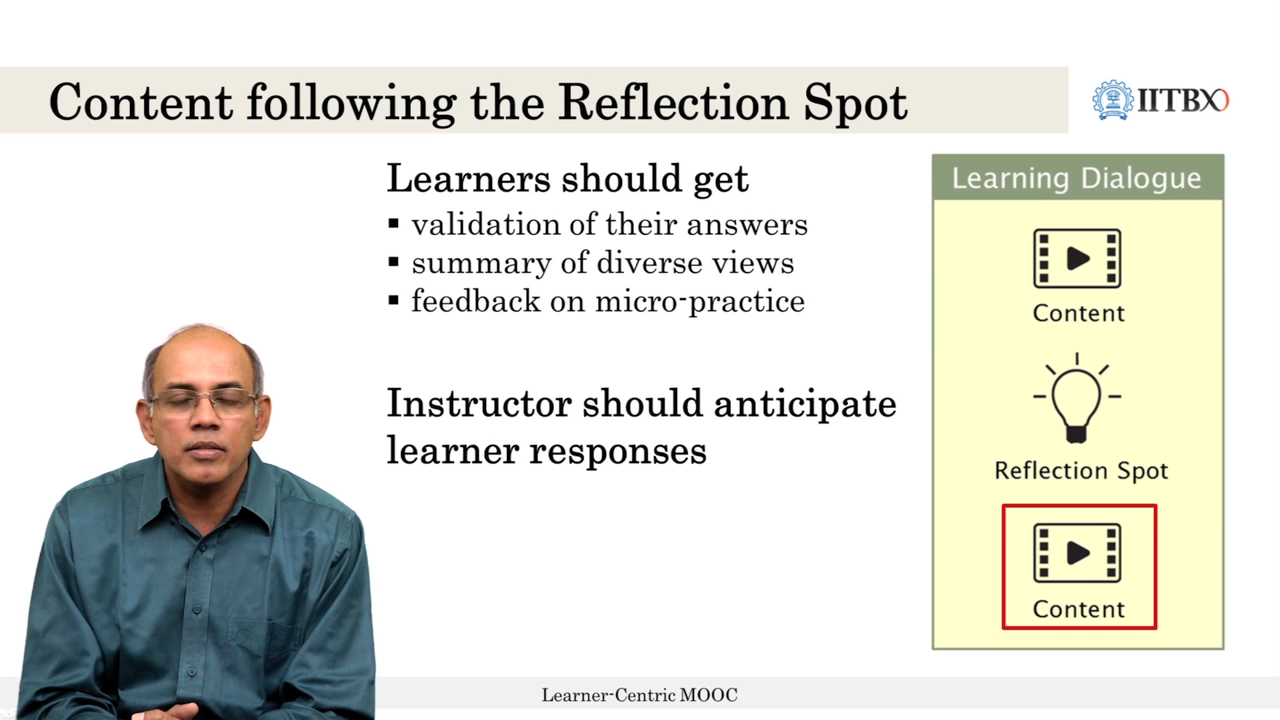 Content following the Reflection Spot
IITBX
Learners should get
▪ validation of their answers
▪ summary of diverse views
▪ feedback on micro-practice
Instructor should anticipate
learner responses
Learning Dialogue
Content
Reflection Spot
Content
Learner-Centric MOOC